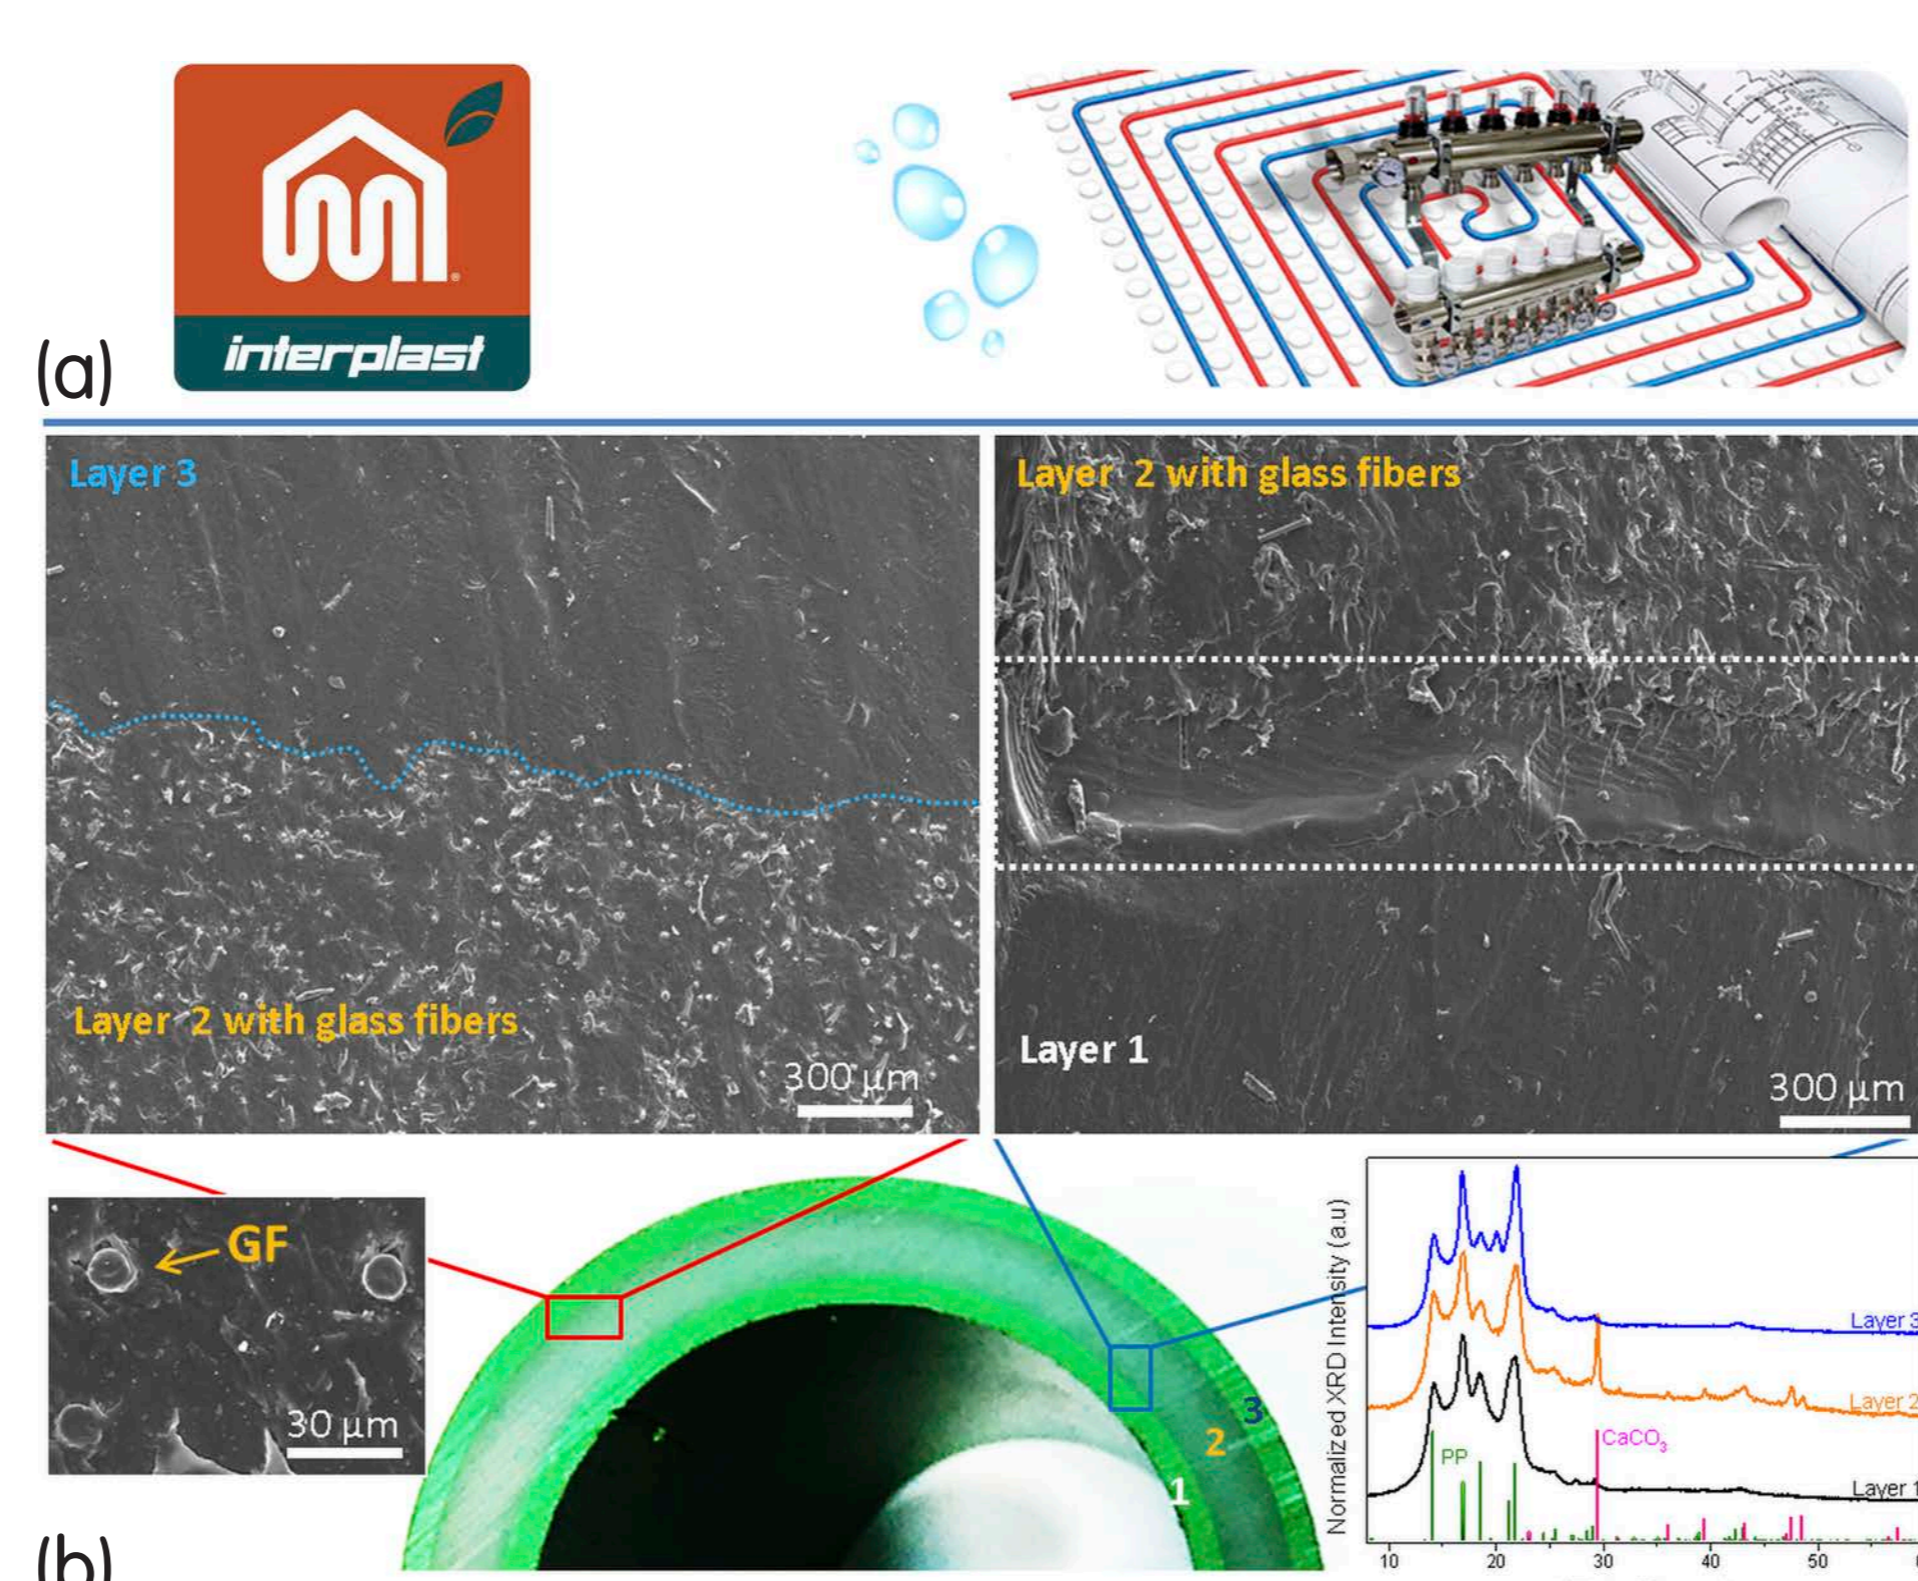 interplast
(a)
Layer 3
Layer 2 with glass fibers
300 µm
Layer 2 with glass fibers
Layer 1
300 µm
GF
30 µm
1
2
3
Normalized XRD Intensity (a.u)
Layer 3
Layer 2
Layer 1
PP
CaCO₃
10 20 30 40 50
(b)